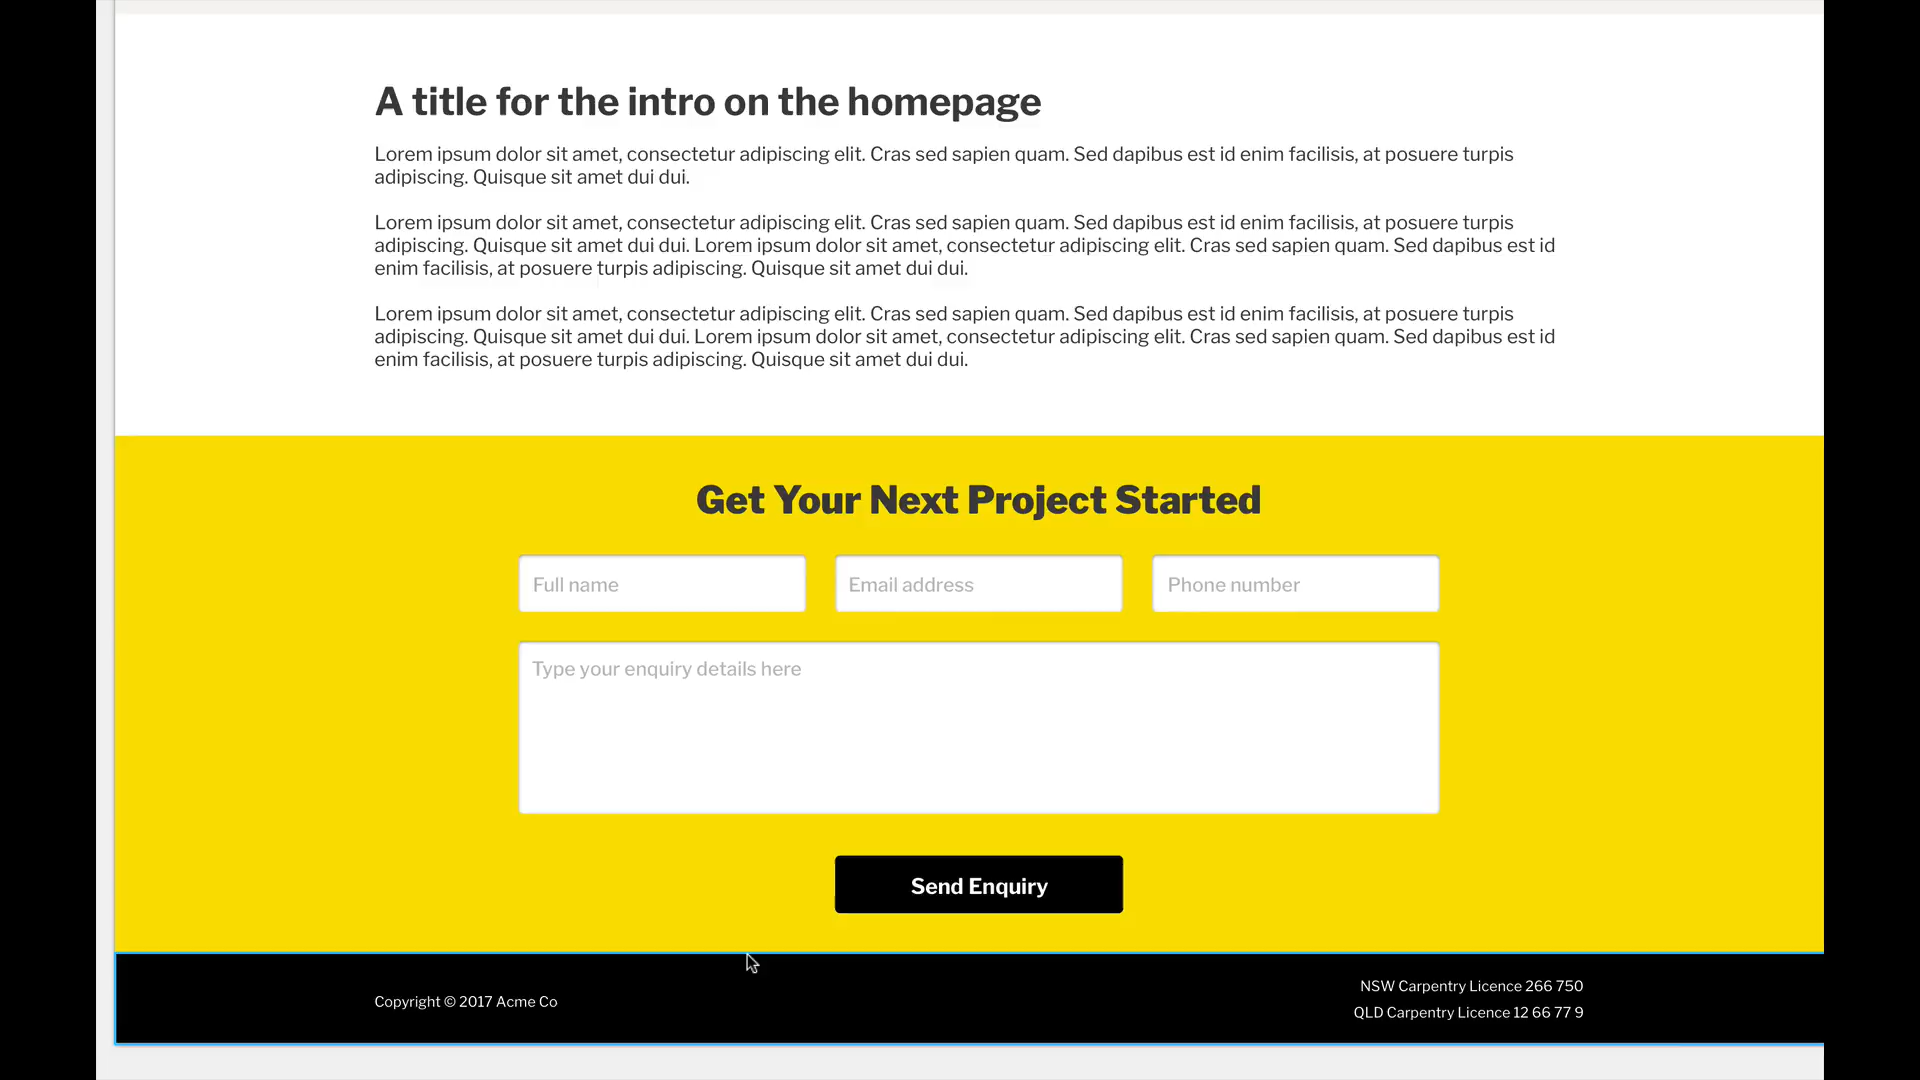 A title for the intro on the homepage
Lorem ipsum dolor sit amet, consectetur adipiscing elit. Cras sed sapien quam. Sed dapibus est id enim facilisis, at posuere turpis
adipiscing. Quisque sit amet dui dui.
Lorem ipsum dolor sit amet, consectetur adipiscing elit. Cras sed sapien quam. Sed dapibus est id enim facilisis, at posuere turpis
adipiscing. Quisque sit amet dui dui. Lorem ipsum dolor sit amet, consectetur adipiscing elit. Cras sed sapien quam. Sed dapibus est id
enim facilisis, at posuere turpis adipiscing. Quisque sit amet dui dui.
Lorem ipsum dolor sit amet, consectetur adipiscing elit. Cras sed sapien quam. Sed dapibus est id enim facilisis, at posuere turpis
adipiscing. Quisque sit amet dui dui. Lorem ipsum dolor sit amet, consectetur adipiscing elit. Cras sed sapien quam. Sed dapibus est id
enim facilisis, at posuere turpis adipiscing. Quisque sit amet dui dui.
Get Your Next Project Started
Full name
Email address
Phone number
Type your enquiry details here
Send Enquiry
Copyright © 2017 Acme Co
NSW Carpentry Licence 266 750
QLD Carpentry Licence 12 66 77 9